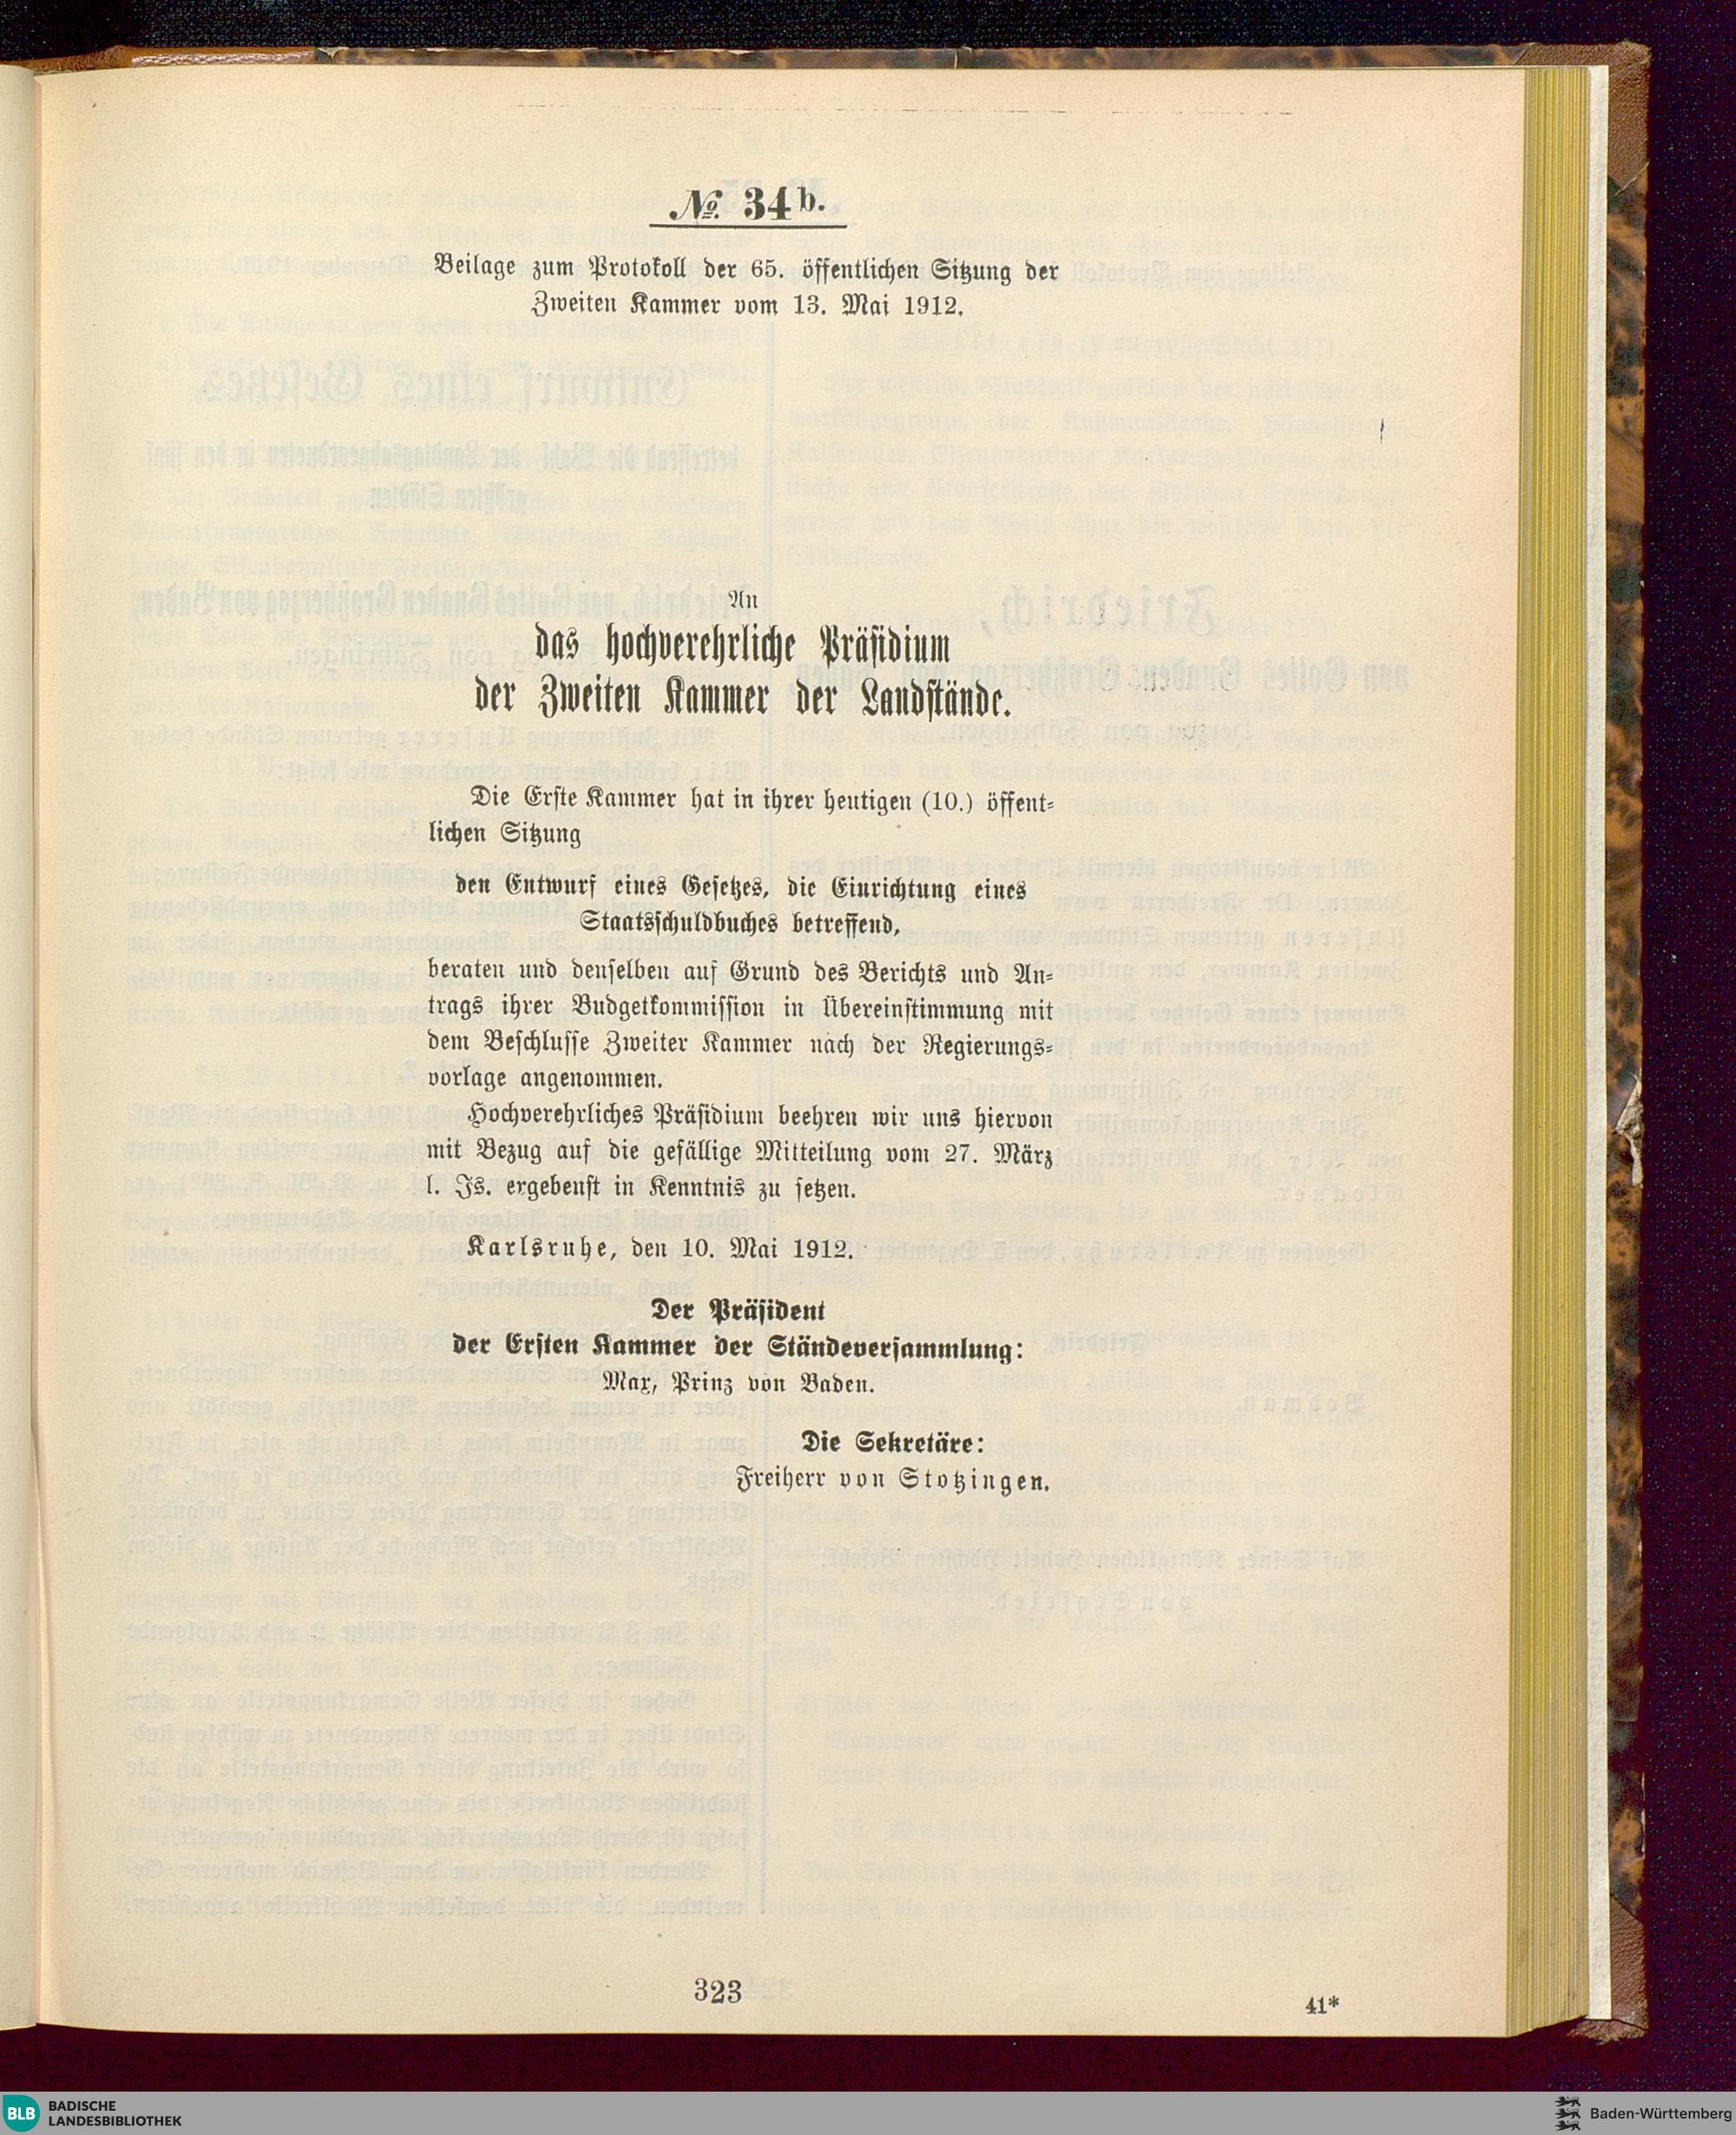 № 34 b.
Beilage zum Protokoll der 65. öffentlichen Sitzung der
Zweiten Kammer vom 13. Mai 1912.
An
das hochverehrliche Präsidium
der Zweiten Kammer der Landstände.
Die Erste Kammer hat in ihrer heutigen (10.) öffent-
lichen Sitzung
den Entwurf eines Gesetzes, die Einrichtung eines
Staatsschuldbuches betreffend,
beraten und denselben auf Grund des Berichts und An-
trags ihrer Budgetkommission in Übereinstimmung mit
dem Beschlusse Zweiter Kammer nach der Regierungs-
vorlage angenommen.
Hochverehrliches Präsidium beehren wir uns hiervon
mit Bezug auf die gefällige Mitteilung vom 27. März
l. Js. ergebenst in Kenntnis zu setzen.
Karlsruhe, den 10. Mai 1912.
Der Präsident
der Ersten Kammer der Ständeversammlung:
Max, Prinz von Baden.
Die Sekretäre:
Freiherr von Stotzingen.
323
41*
BLB BADISCHE
LANDESBIBLIOTHEK
Baden-Württemberg